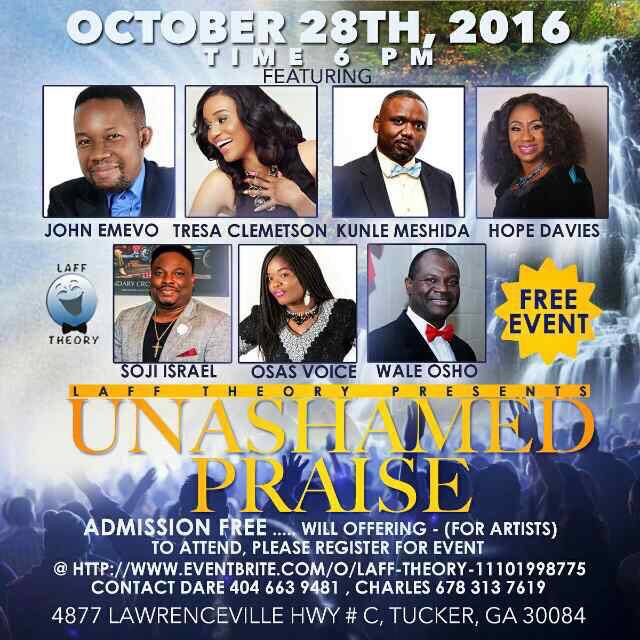 OCTOBER 28TH, 2016
TIME 6 PM
FEATURING
JOHN EMEVO TRESA CLEMETSON KUNLE MESHIDA HOPE DAVIES
LAFF
THEORY
FREE
EVENT
SOJI ISRAEL OSAS VOICE WALE OSHO
LAFF THEORY PRESENTS
UNASHAMED
PRAISE
ADMISSION FREE ..... WILL OFFERING - (FOR ARTISTS)
TO ATTEND, PLEASE REGISTER FOR EVENT
@ HTTP://WWW.EVENTBRITE.COM/O/LAFF-THEORY-11101998775
CONTACT DARE 404 663 9481 , CHARLES 678 313 7619
4877 LAWRENCEVILLE HWY # C, TUCKER, GA 30084